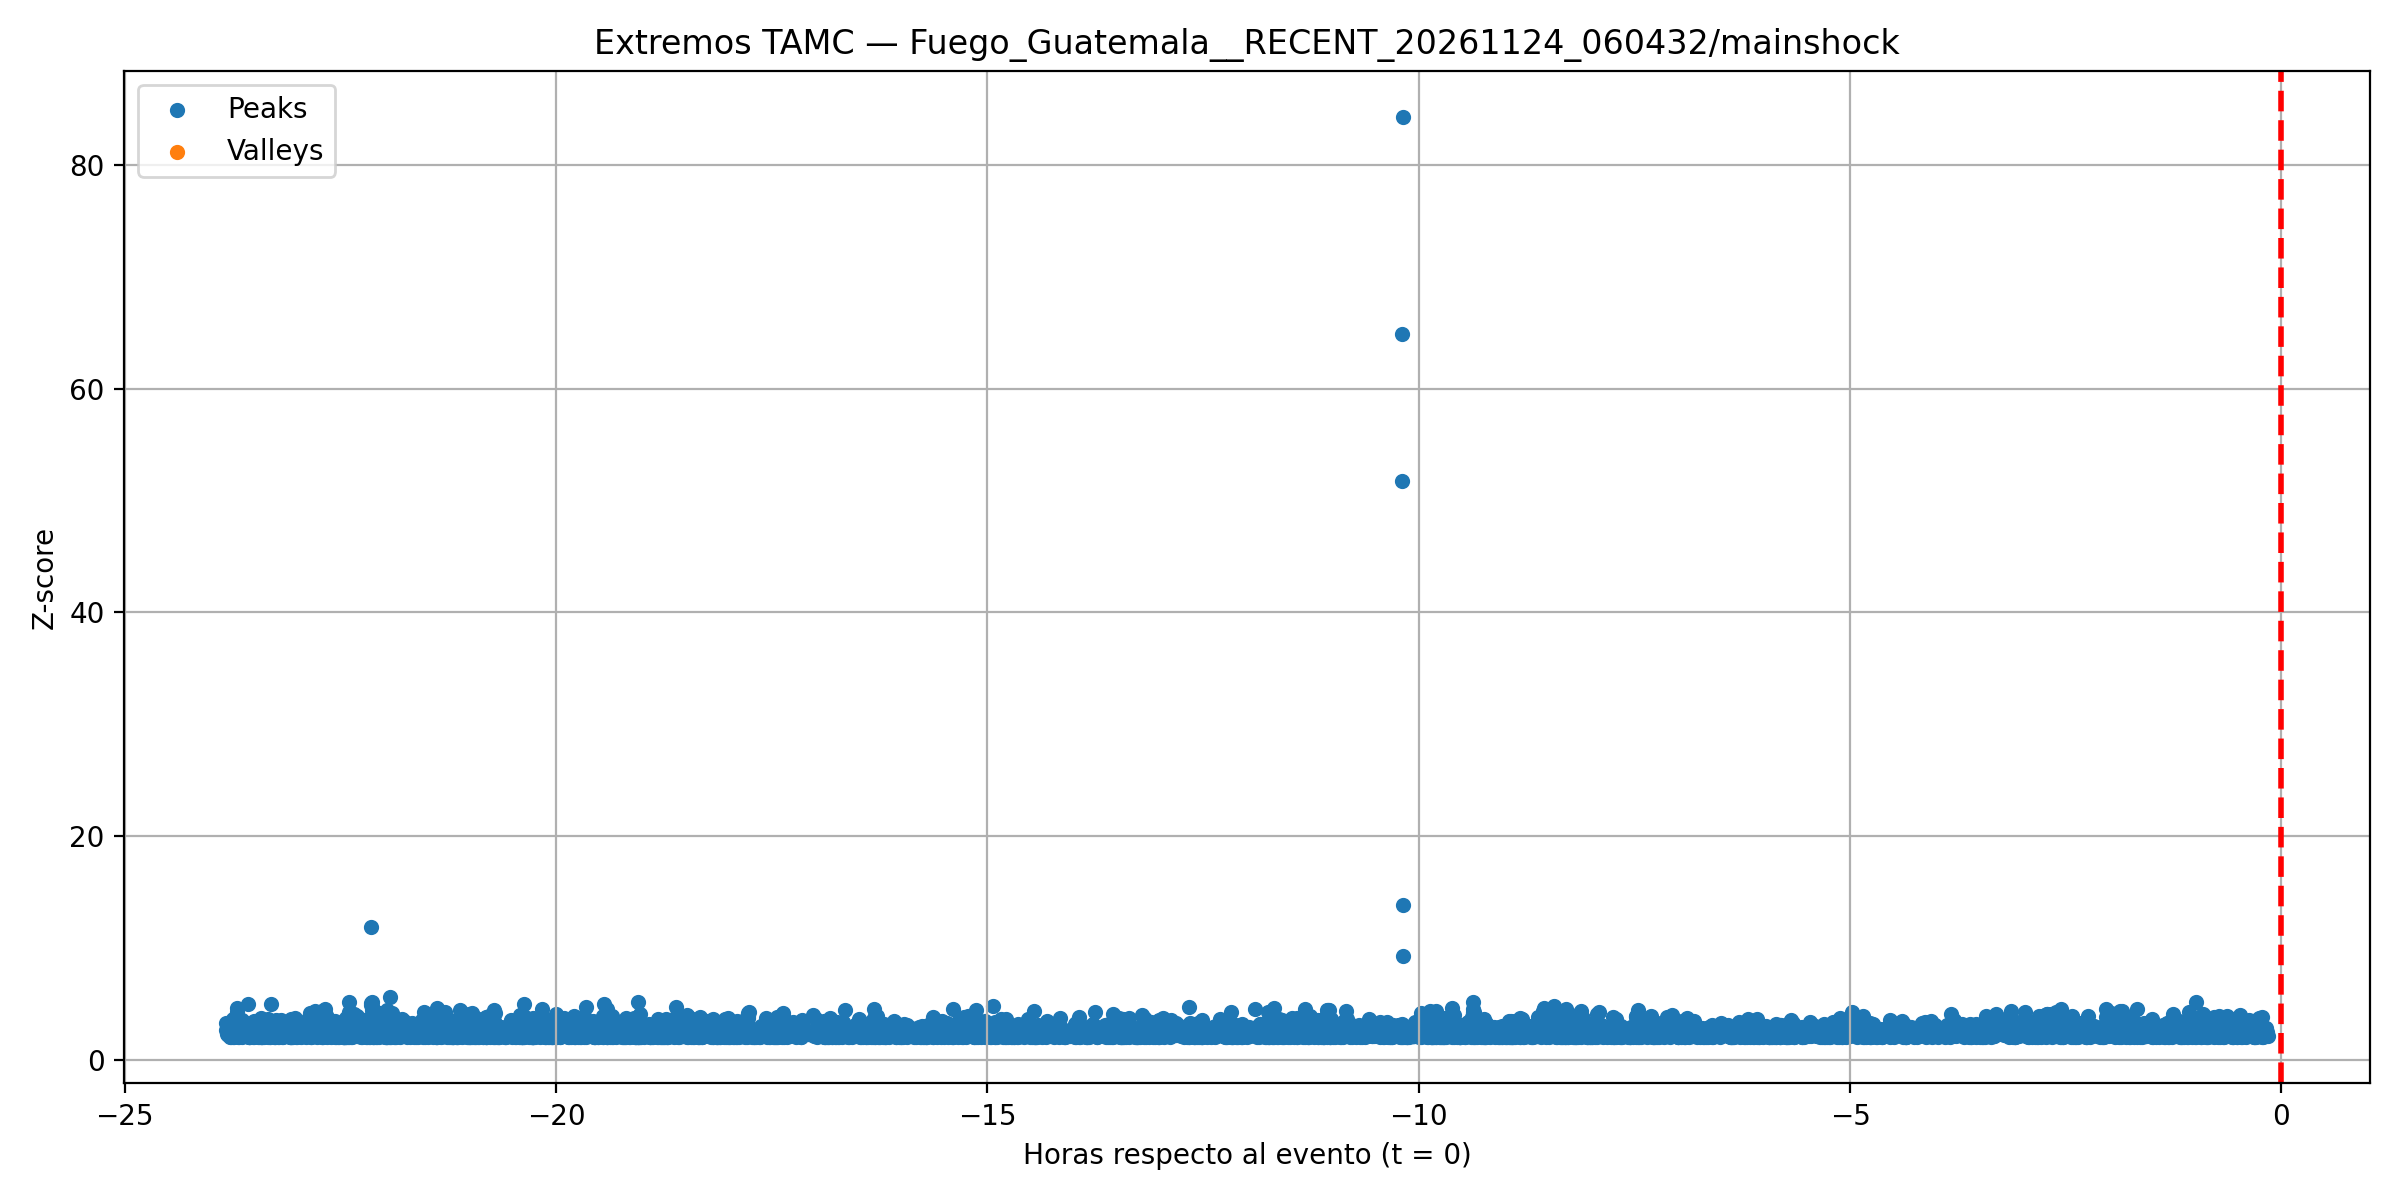 Extremos TAMC — Fuego_Guatemala__RECENT_20261124_060432/mainshock
Peaks
Valleys
Z-score
80
60
40
20
0
−25
−20
−15
−10
−5
0
Horas respecto al evento (t = 0)